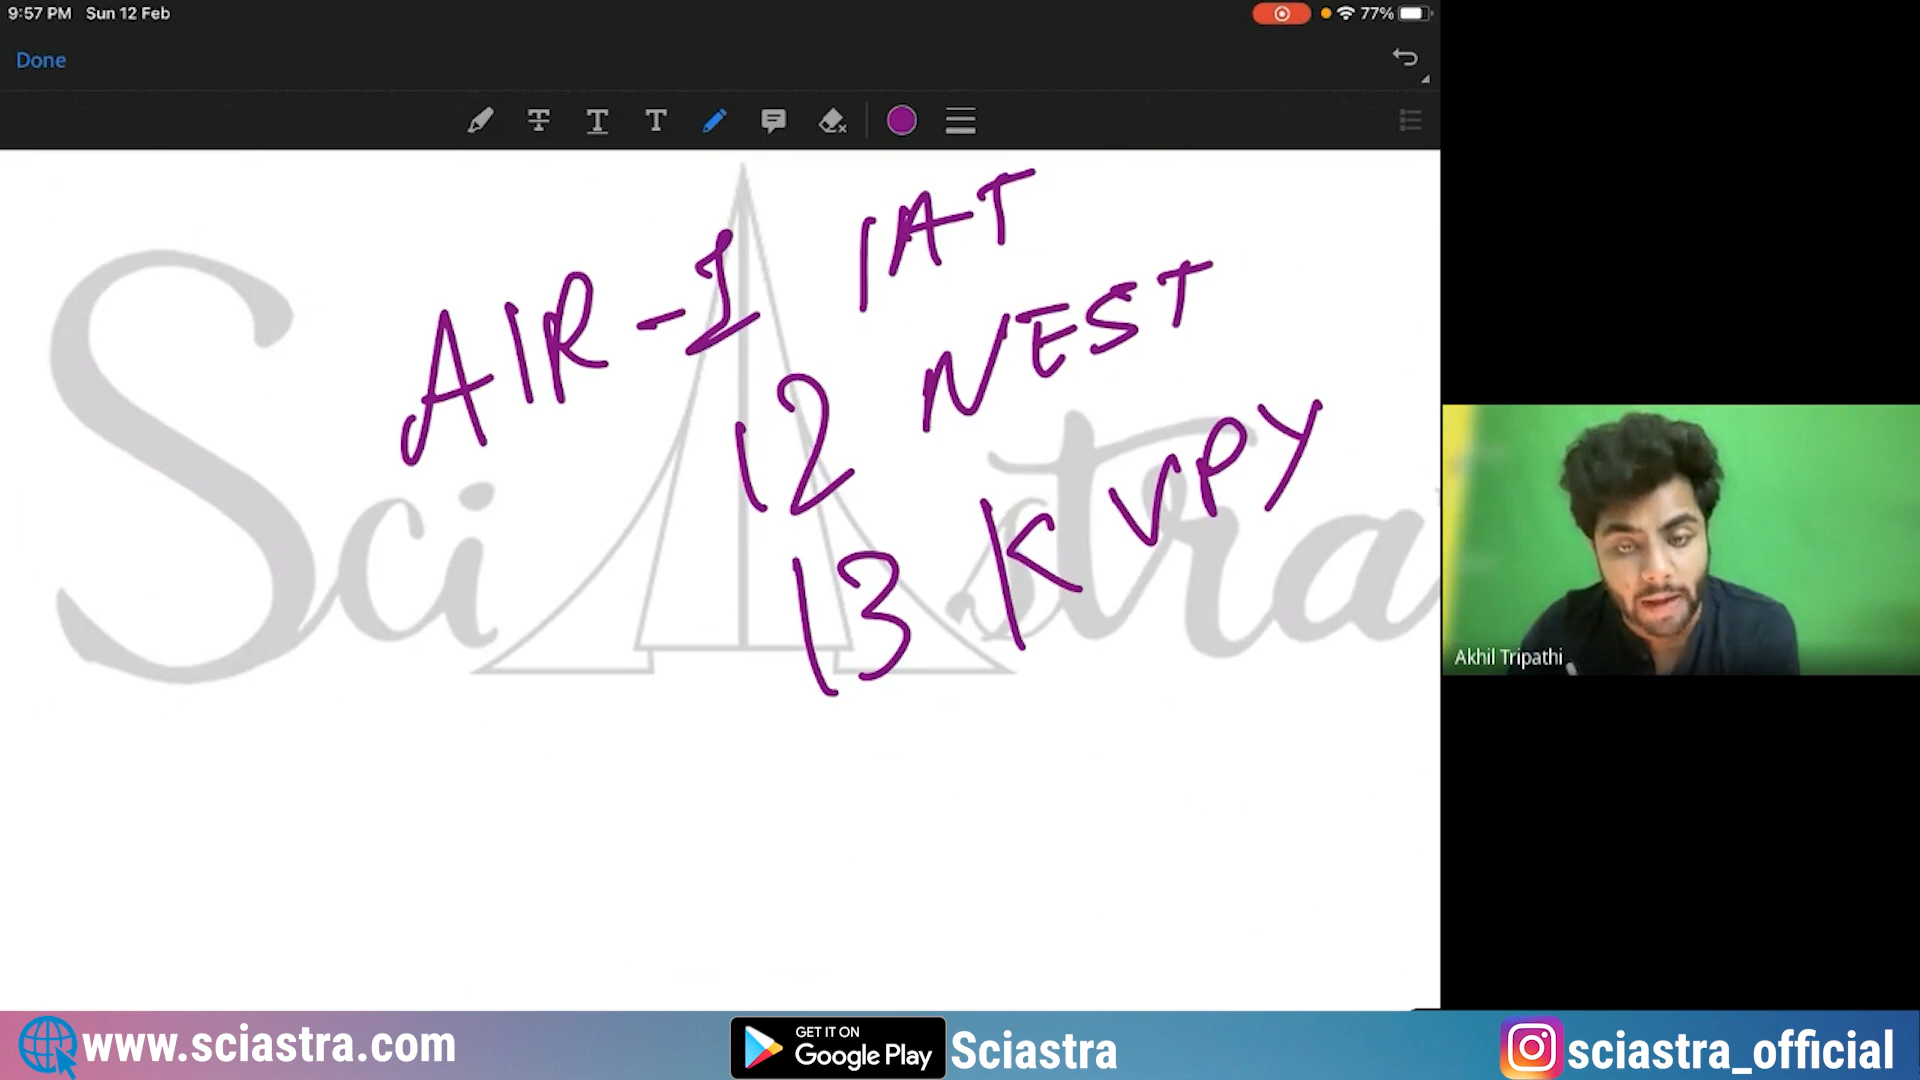 9:57 PM Sun 12 Feb
77%
Done
T T T
SciAstra
AIR-1 IAT
12 NEST
13 KVPY
Akhil Tripathi
www.sciastra.com
GET IT ON
Google Play
Sciastra
sciastra_official